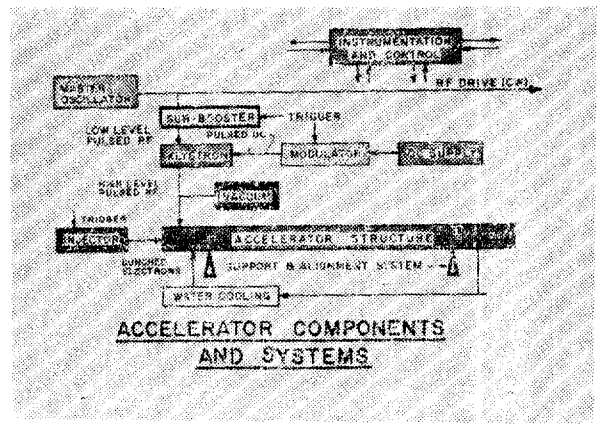 INSTRUMENTATION
AND CONTROL
MASTER
OSCILLATOR
RF DRIVE (CW)
SUB-BOOSTER
TRIGGER
LOW LEVEL
PULSED RF
PULSED DC
KLYSTRON
MODULATOR
SUPPLY
HIGH LEVEL
PULSED RF
VACUUM
TRIGGER
INJECTOR
ACCELERATOR STRUCTURE
BUNCHED
ELECTRONS
SUPPORT & ALIGNMENT SYSTEM
WATER COOLING
ACCELERATOR COMPONENTS
AND SYSTEMS